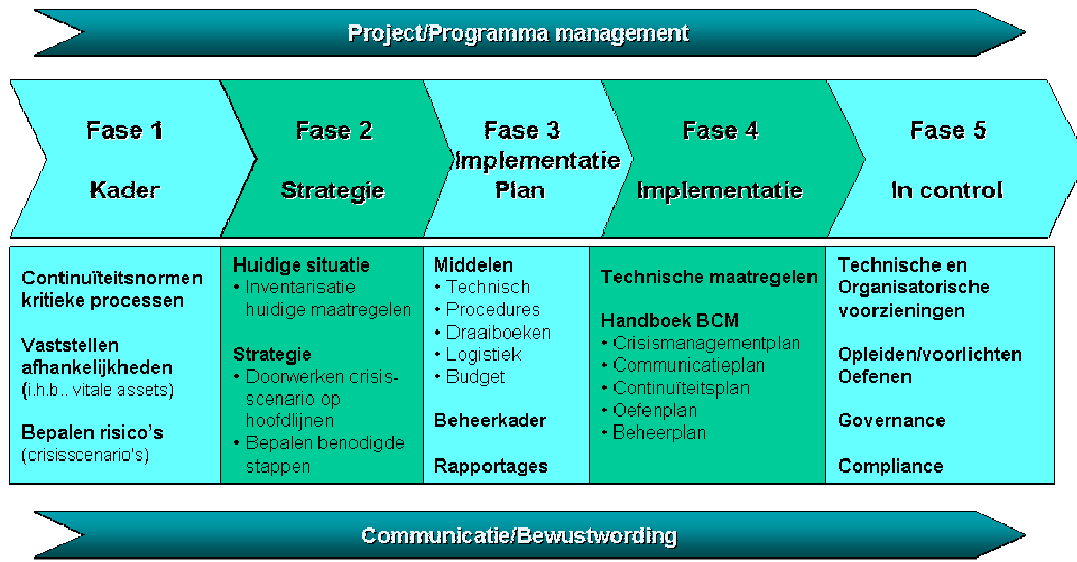 Project/Programma management
Fase 1
Kader
Fase 2
Strategie
Fase 3
Implementatie
Plan
Fase 4
Implementatie
Fase 5
In control
Continuïteitsnormen
kritieke processen
Vaststellen
afhankelijkheden
(i.h.b.. vitale assets)
Bepalen risico's
(crisisscenario's)
Huidige situatie
• Inventarisatie
huidige maatregelen
Strategie
• Doorwerken crisis-
scenario op
hoofdlijnen
• Bepalen benodigde
stappen
Middelen
• Technisch
• Procedures
• Draaiboeken
• Logistiek
• Budget
Beheerkader
Rapportages
Technische maatregelen
Handboek BCM
• Crisismanagementplan
• Communicatieplan
• Continuïteitsplan
• Oefenplan
• Beheerplan
Technische en
Organisatorische
voorzieningen
Opleiden/voorlichten
Oefenen
Governance
Compliance
Communicatie/Bewustwording